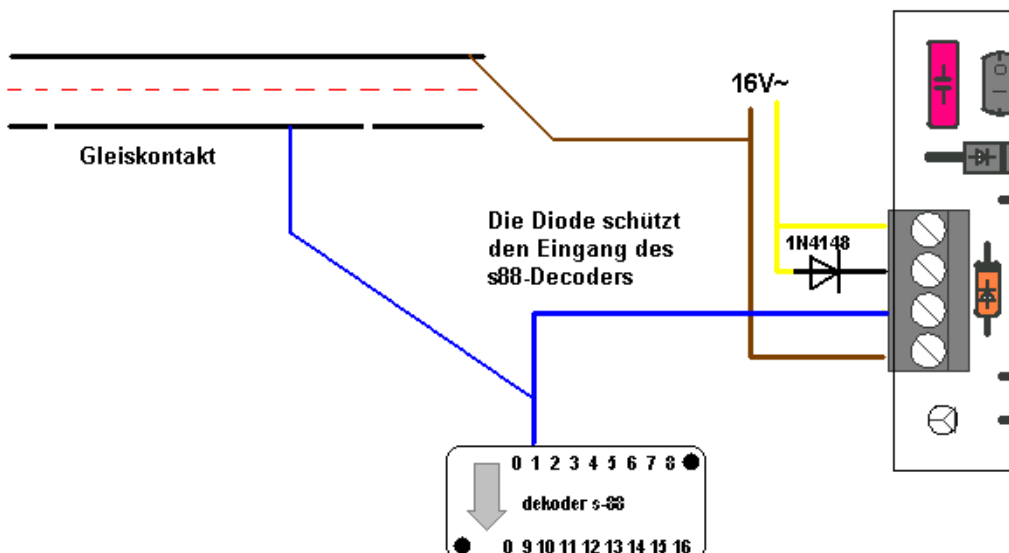 16V~
Gleiskontakt
Die Diode schützt
den Eingang des
s88-Decoders
1N4148
0 1 2 3 4 5 6 7 8
dekoder s-88
0 9 10 11 12 13 14 15 16